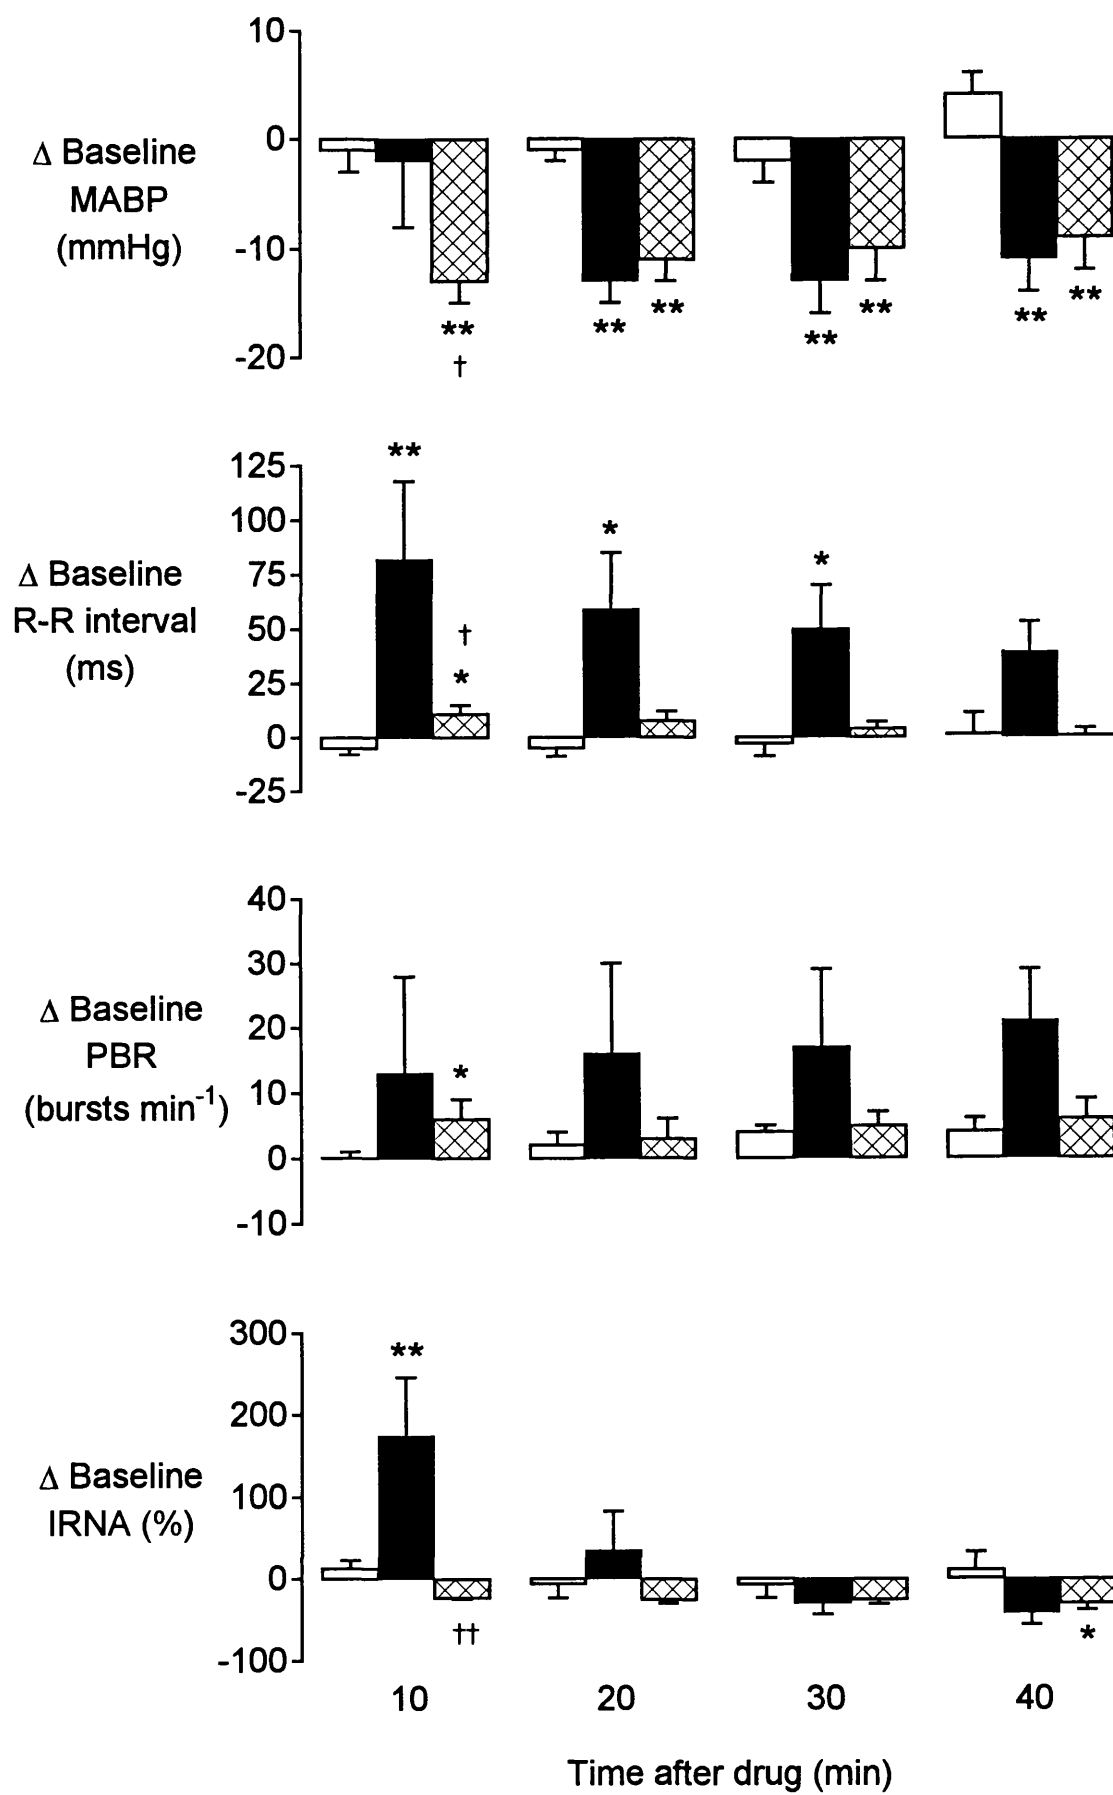 10
0
-10
-20
Δ Baseline
MABP
(mmHg)
** ** ** ** ** ** **
†
125
100
75
50
25
0
-25
Δ Baseline
R-R interval
(ms)
**
†
*
*
*
40
30
20
10
0
-10
Δ Baseline
PBR
(bursts min⁻¹)
*
300
200
100
0
-100
Δ Baseline
IRNA (%)
**
††
*
10 20 30 40
Time after drug (min)